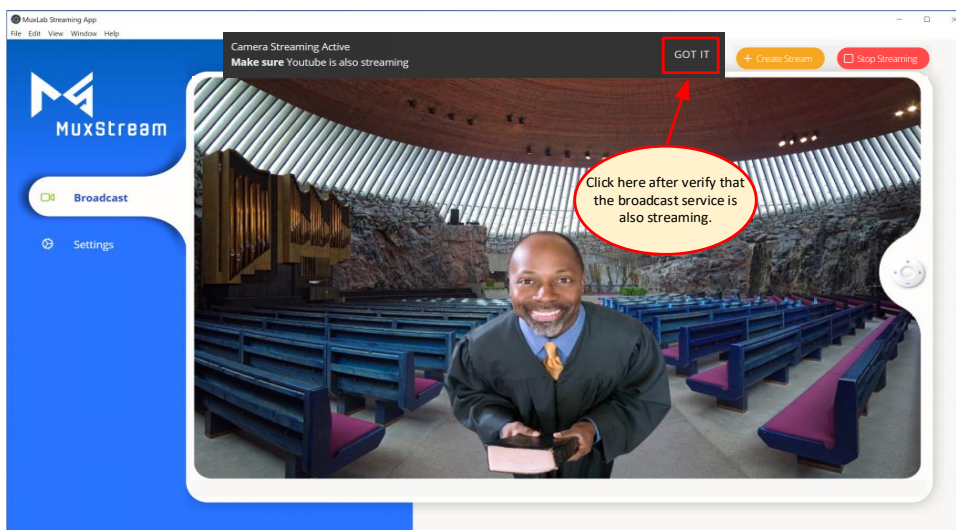 MuxLab Streaming App
File Edit View Window Help
Camera Streaming Active
Make sure Youtube is also streaming
GOT IT
+ Create Stream
Stop Streaming
MuxStream
Click here after verify that
the broadcast service is
also streaming.
Broadcast
Settings